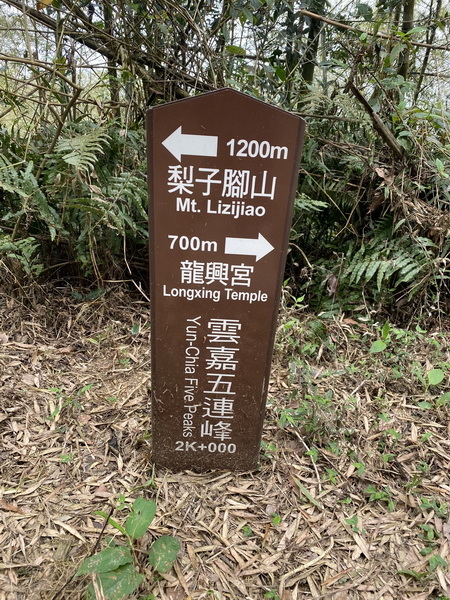 1200m
梨子腳山
Mt. Lizijiao
700m
龍興宮
Longxing Temple
雲嘉五連峰
Yun-Chia Five Peaks
2K+000